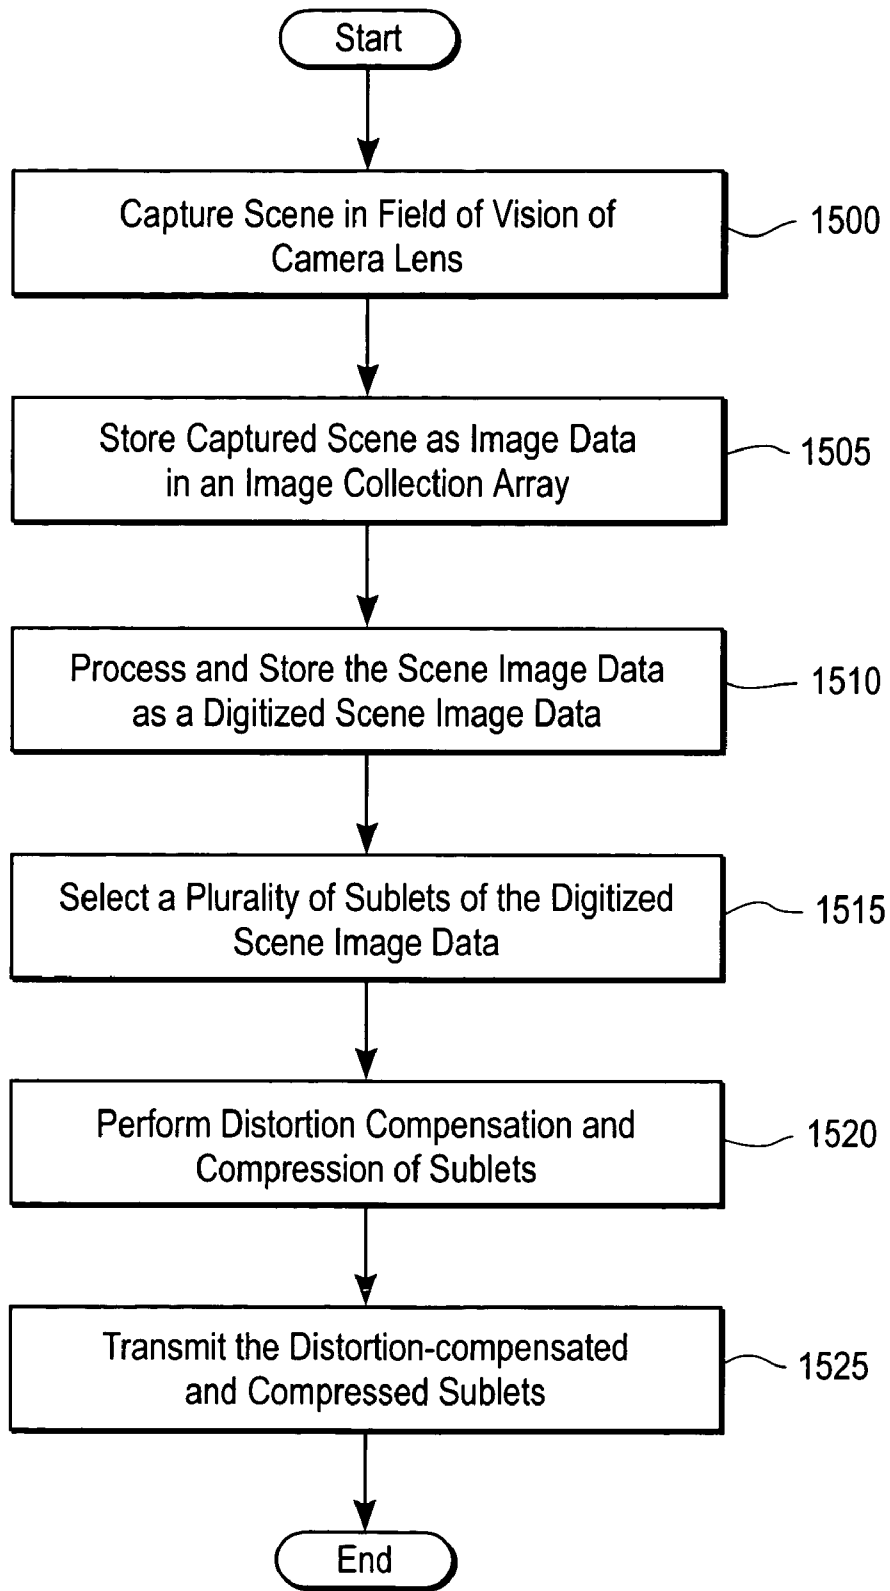 Start
Capture Scene in Field of Vision of
Camera Lens
1500
Store Captured Scene as Image Data
in an Image Collection Array
1505
Process and Store the Scene Image Data
as a Digitized Scene Image Data
1510
Select a Plurality of Sublets of the Digitized
Scene Image Data
1515
Perform Distortion Compensation and
Compression of Sublets
1520
Transmit the Distortion-compensated
and Compressed Sublets
1525
End